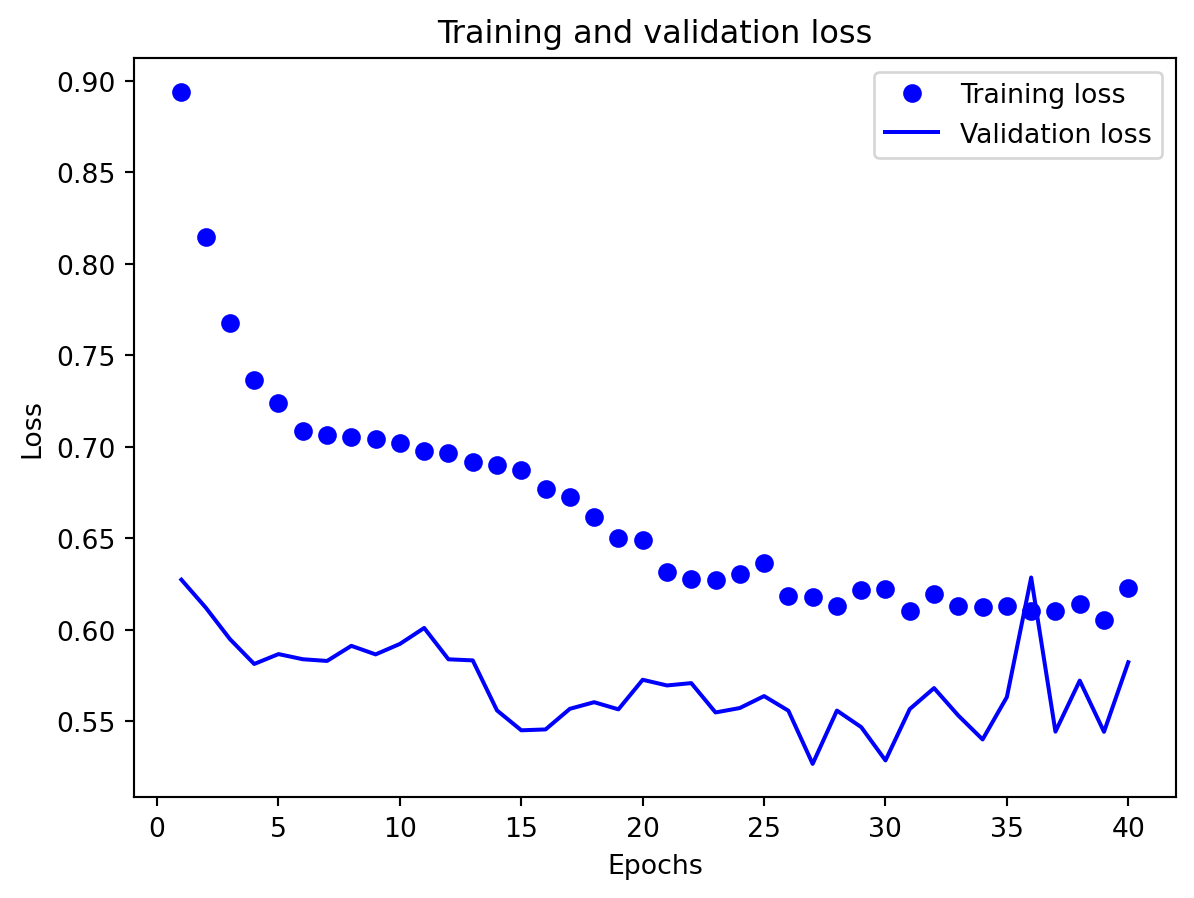 Training and validation loss
Training loss
Validation loss
Loss
0.90
0.85
0.80
0.75
0.70
0.65
0.60
0.55
0 5 10 15 20 25 30 35 40
Epochs